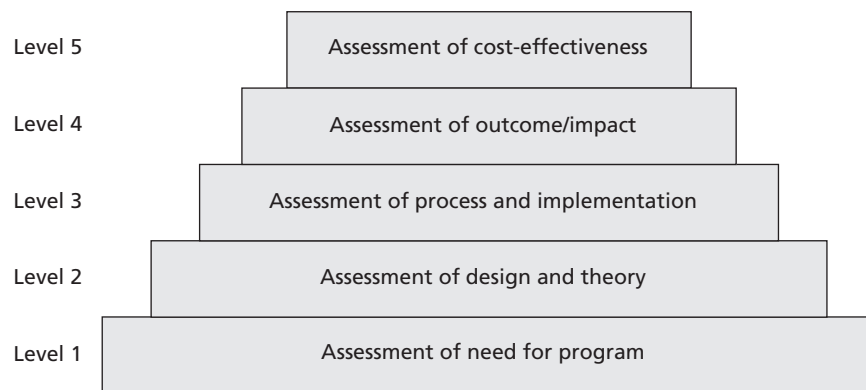 Level 5 Assessment of cost-effectiveness
Level 4 Assessment of outcome/impact
Level 3 Assessment of process and implementation
Level 2 Assessment of design and theory
Level 1 Assessment of need for program